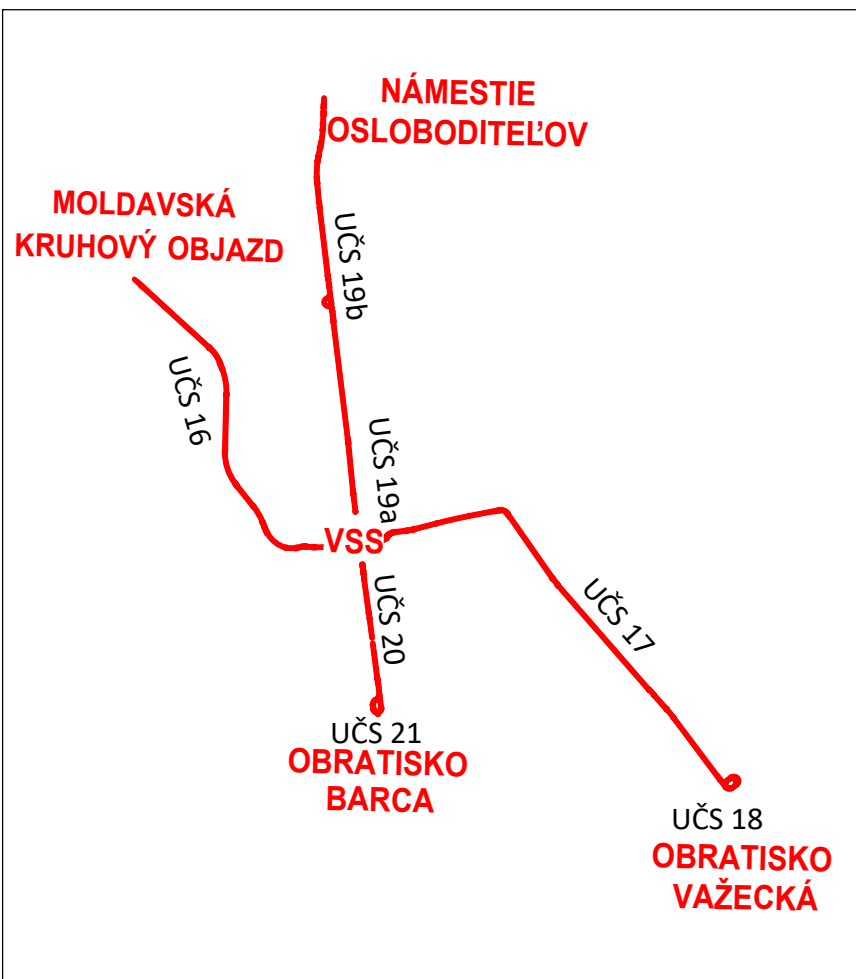 NÁMESTIE
OSLOBODITEĽOV
MOLDAVSKÁ
KRUHOVÝ OBJAZD
UČS 19b
UČS 16
UČS 19a
VSS
UČS 20
UČS 17
UČS 21
OBRATISKO
BARCA
UČS 18
OBRATISKO
VAŽECKÁ